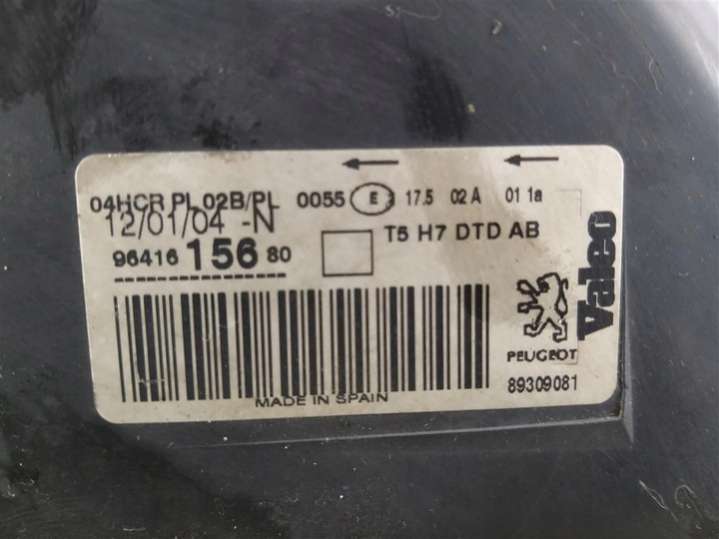 04HCR PL 02B/PL 0055 E 17.5 02 A 01 1a
12/01/04 -N
T5 H7 DTD AB
96416 156 80
Valeo
PEUGEOT
89309081
MADE IN SPAIN